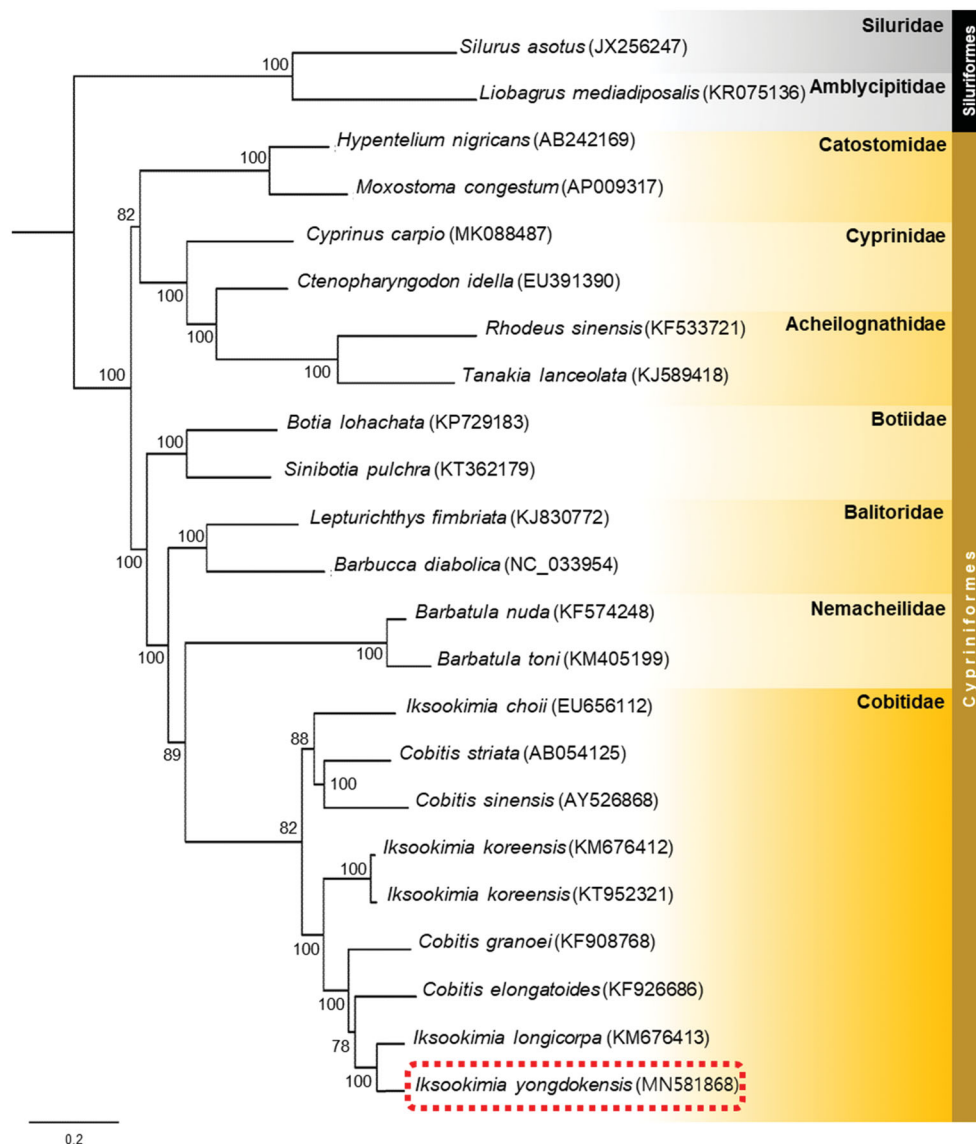 Siluridae
Silurus asotus (JX256247)
100
Liobagrus mediadiposalis (KR075136)
Amblycipitidae
Siluriformes
Hypentelium nigricans (AB242169)
Catostomidae
100
Moxostoma congestum (AP009317)
82
Cyprinus carpio (MK088487)
Cyprinidae
100
Ctenopharyngodon idella (EU391390)
100
Rhodeus sinensis (KF533721)
Acheilognathidae
100
Tanakia lanceolata (KJ589418)
100
Botia lohachata (KP729183)
Botiidae
100
Sinibotia pulchra (KT362179)
Lepturichthys fimbriata (KJ830772)
Balitoridae
100
100
Barbucca diabolica (NC_033954)
Barbatula nuda (KF574248)
Nemacheilidae
100
100
Barbatula toni (KM405199)
Cypriniformes
Iksookimia choii (EU656112)
Cobitidae
88
89
Cobitis striata (AB054125)
100
Cobitis sinensis (AY526868)
82
Iksookimia koreensis (KM676412)
100
Iksookimia koreensis (KT952321)
100
Cobitis granoei (KF908768)
100
Cobitis elongatoides (KF926686)
78
Iksookimia longicorpa (KM676413)
100
Iksookimia yongdokensis (MN581868)
0.2